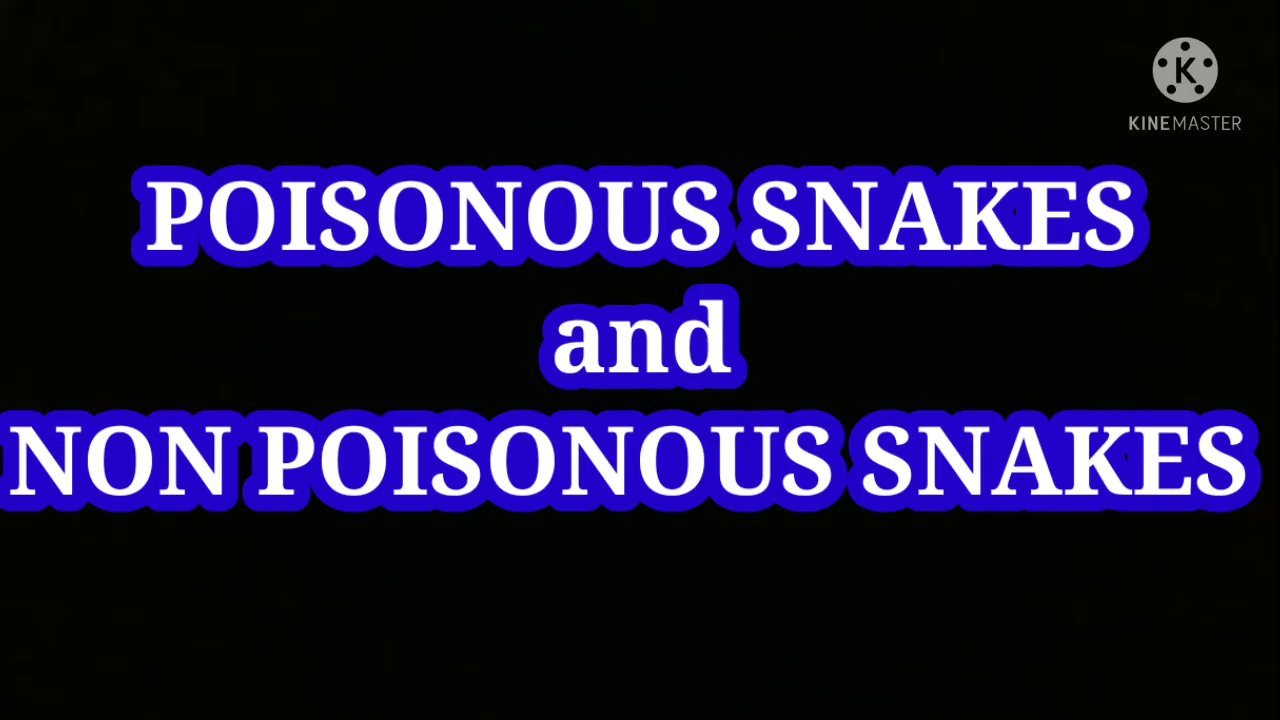 K
KINEMASTER
POISONOUS SNAKES
and
NON POISONOUS SNAKES